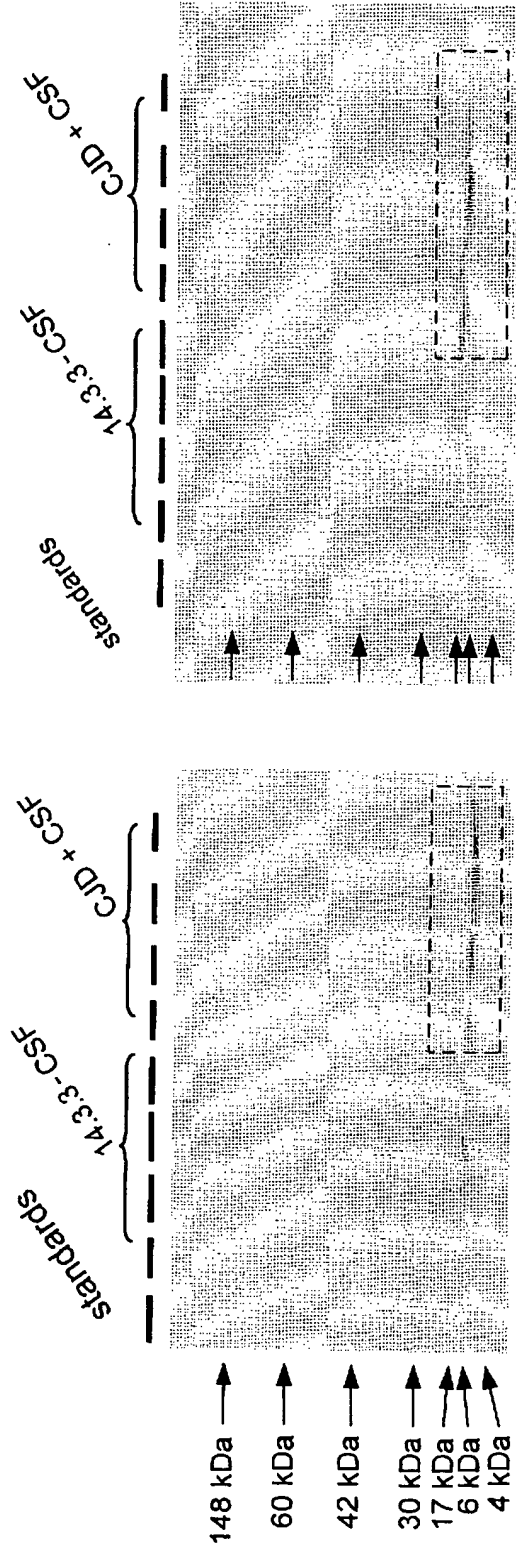 standards
14.3.3-CSF
CJD + CSF
standards
14.3.3-CSF
CJD + CSF
148 kDa
60 kDa
42 kDa
30 kDa
17 kDa
6 kDa
4 kDa